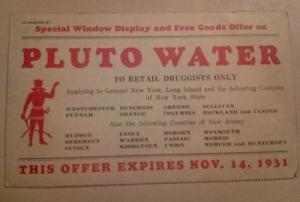 Special Window Display and Free Goods Offer on
PLUTO WATER
TO RETAIL DRUGGISTS ONLY
Applying to Greater New York, Long Island and the following Counties
of New York State :
WESTCHESTER DUTCHESS GREENE SULLIVAN
PUTNAM ORANGE COLUMBIA ROCKLAND and ULSTER
Also the following Counties of New Jersey
HUDSON ESSEX BERGEN MONMOUTH
SOMERSET WARREN PASSAIC MORRIS
SUSSEX MIDDLESEX UNION MERCER and HUNTERDON
THIS OFFER EXPIRES NOV. 14, 1931